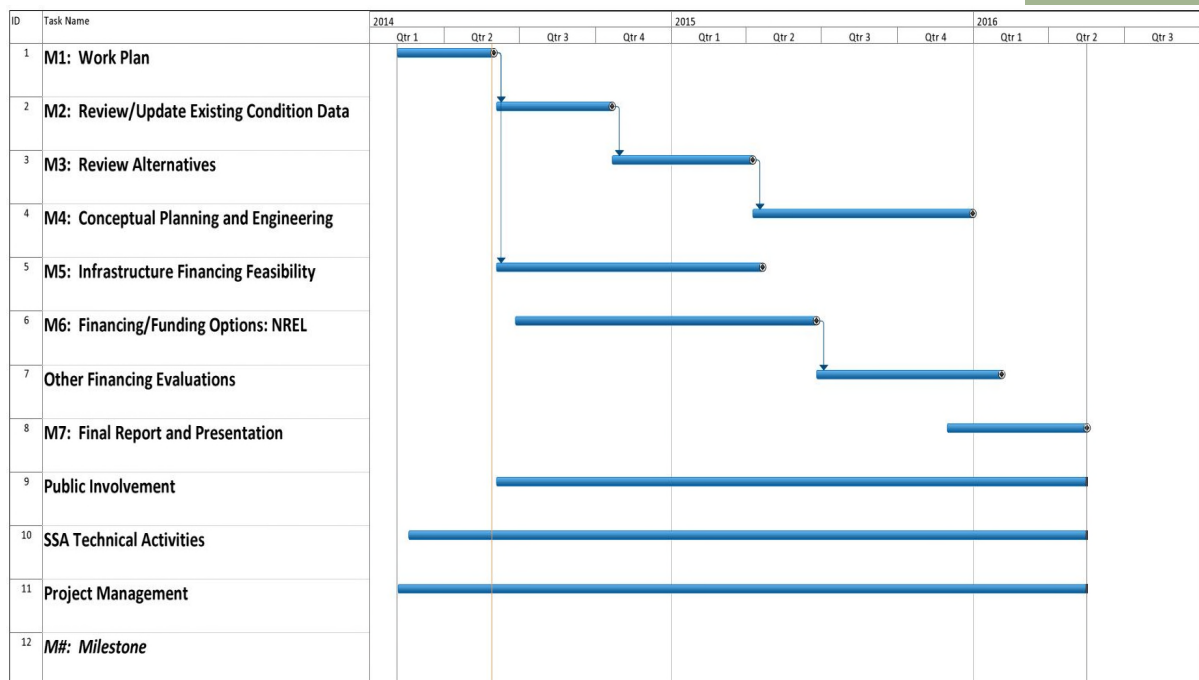 ID Task Name 2014 2015 2016
Qtr 1 Qtr 2 Qtr 3 Qtr 4 Qtr 1 Qtr 2 Qtr 3 Qtr 4 Qtr 1 Qtr 2 Qtr 3
1 M1: Work Plan
2 M2: Review/Update Existing Condition Data
3 M3: Review Alternatives
4 M4: Conceptual Planning and Engineering
5 M5: Infrastructure Financing Feasibility
6 M6: Financing/Funding Options: NREL
7 Other Financing Evaluations
8 M7: Final Report and Presentation
9 Public Involvement
10 SSA Technical Activities
11 Project Management
12 M#: Milestone